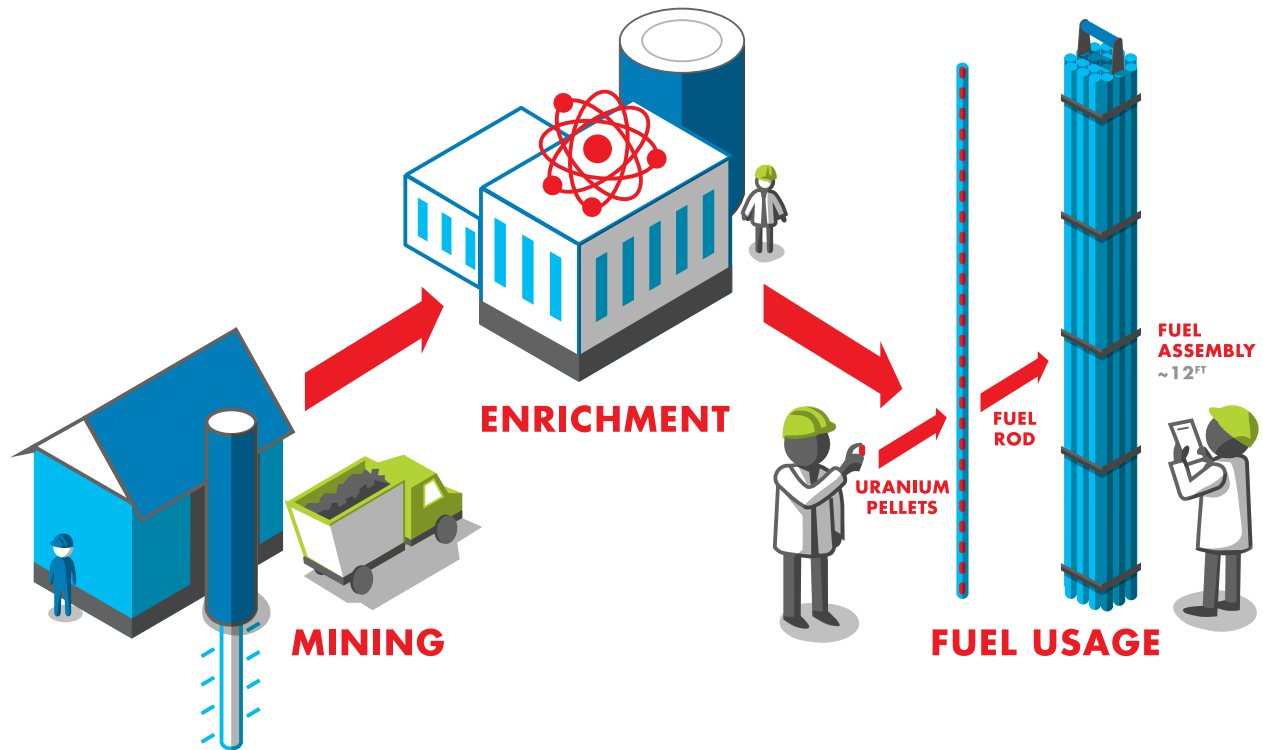 ENRICHMENT
MINING
URANIUM
PELLETS
FUEL
ROD
FUEL
ASSEMBLY
~12FT
FUEL USAGE